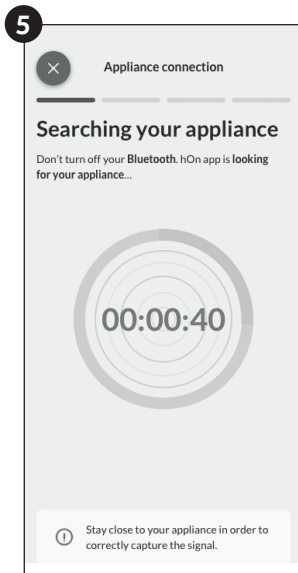 5
Appliance connection
Searching your appliance
Don't turn off your Bluetooth. hOn app is looking
for your appliance...
00:00:40
Stay close to your appliance in order to
correctly capture the signal.